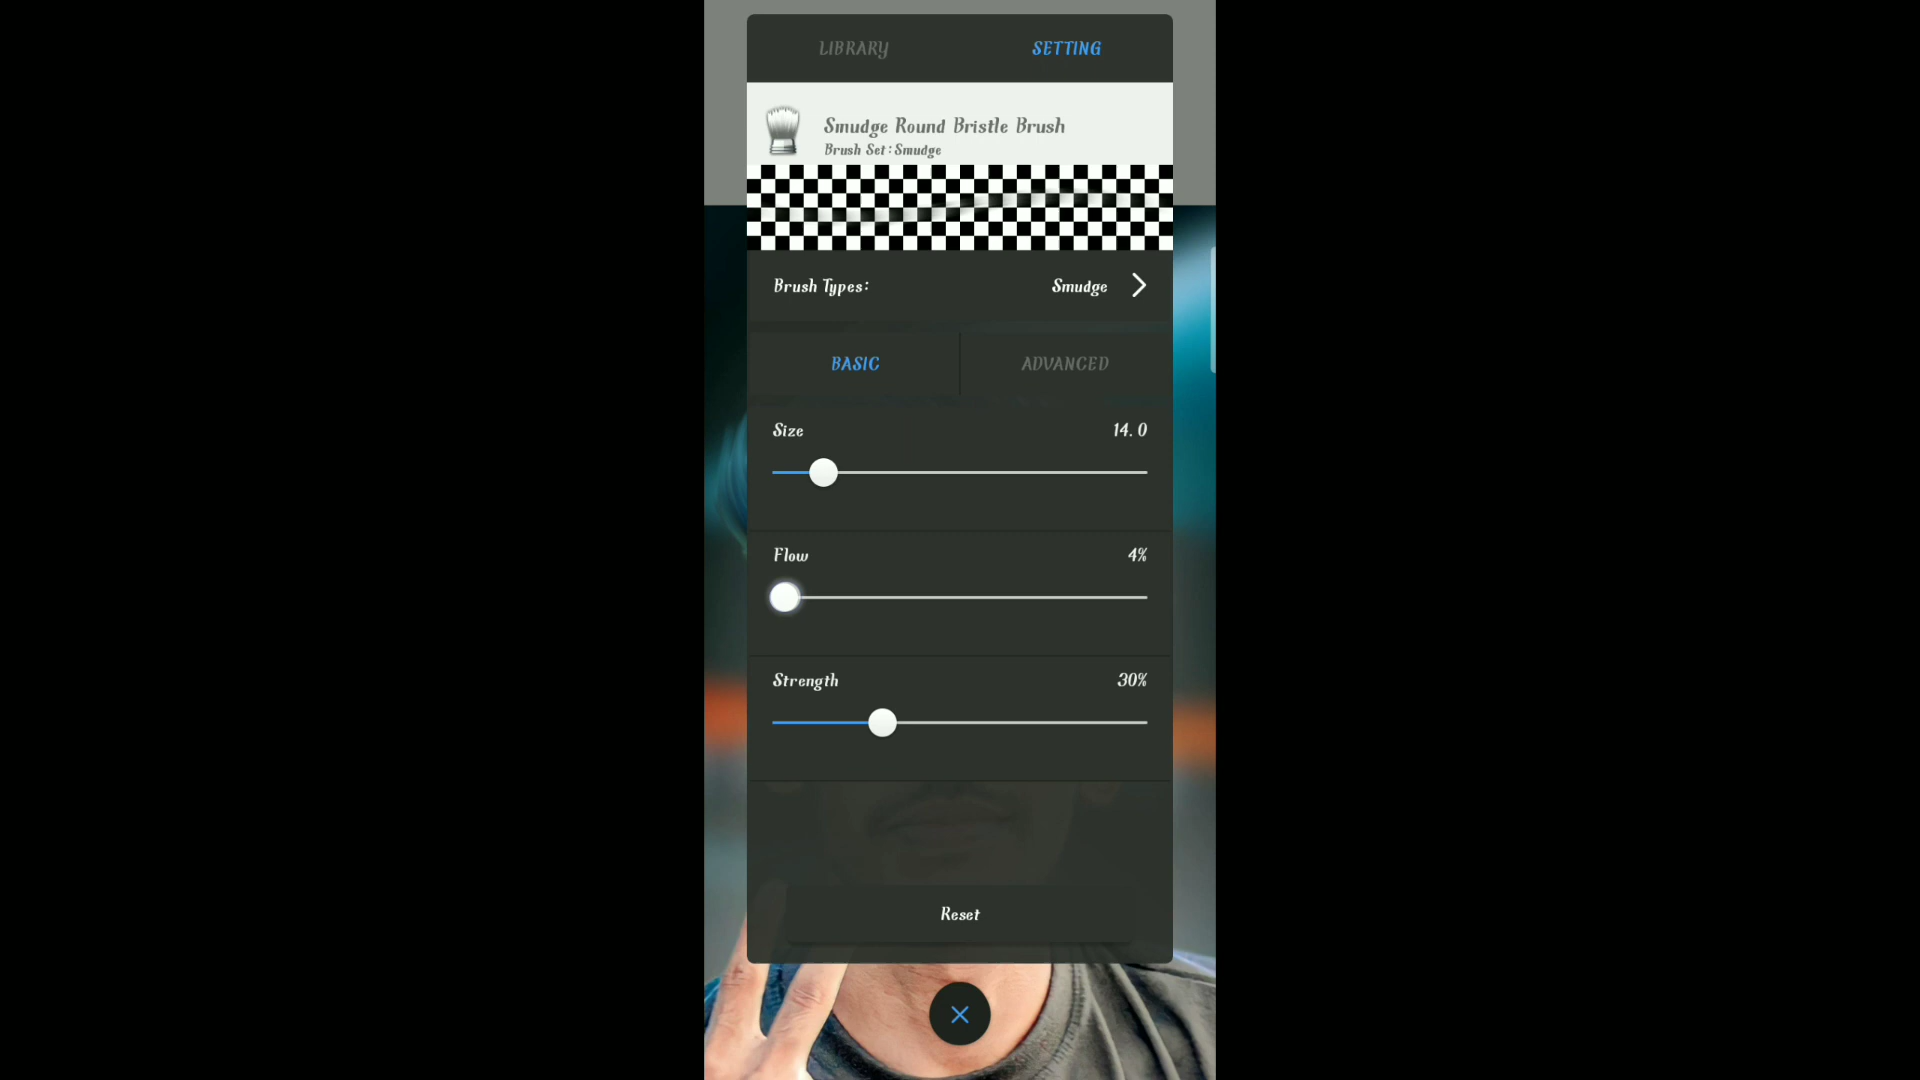 LIBRARY
SETTING
Smudge Round Bristle Brush
Brush Set : Smudge
Brush Types:
Smudge
BASIC
ADVANCED
Size
14.0
Flow
4%
Strength
30%
Reset